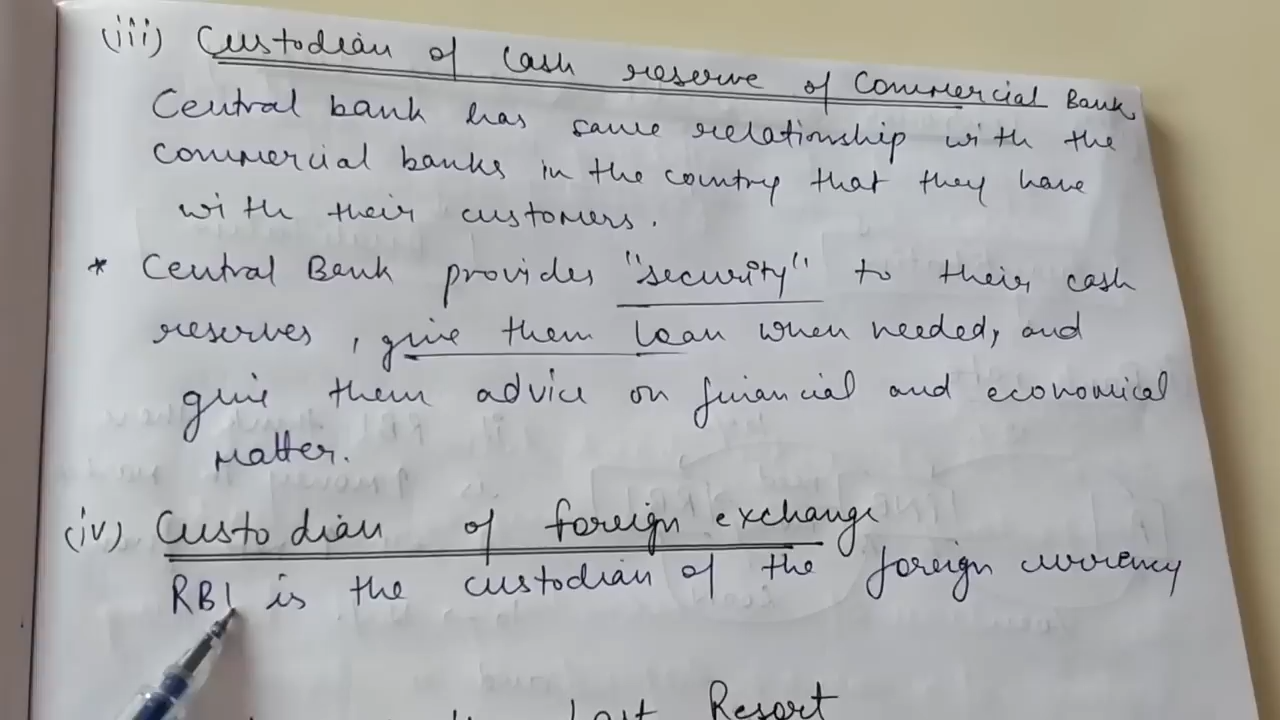 (iii) Custodian of Cash reserve of Commercial Bank
Central bank has same relationship with the
commercial banks in the country that they have
with their customers.
* Central Bank provides "security" to their cash
reserves, give them loan when needed, and
give them advice on financial and economical
matter.
(iv) Custodian of foreign exchange
RBI is the custodian of the foreign currency
Last Resort